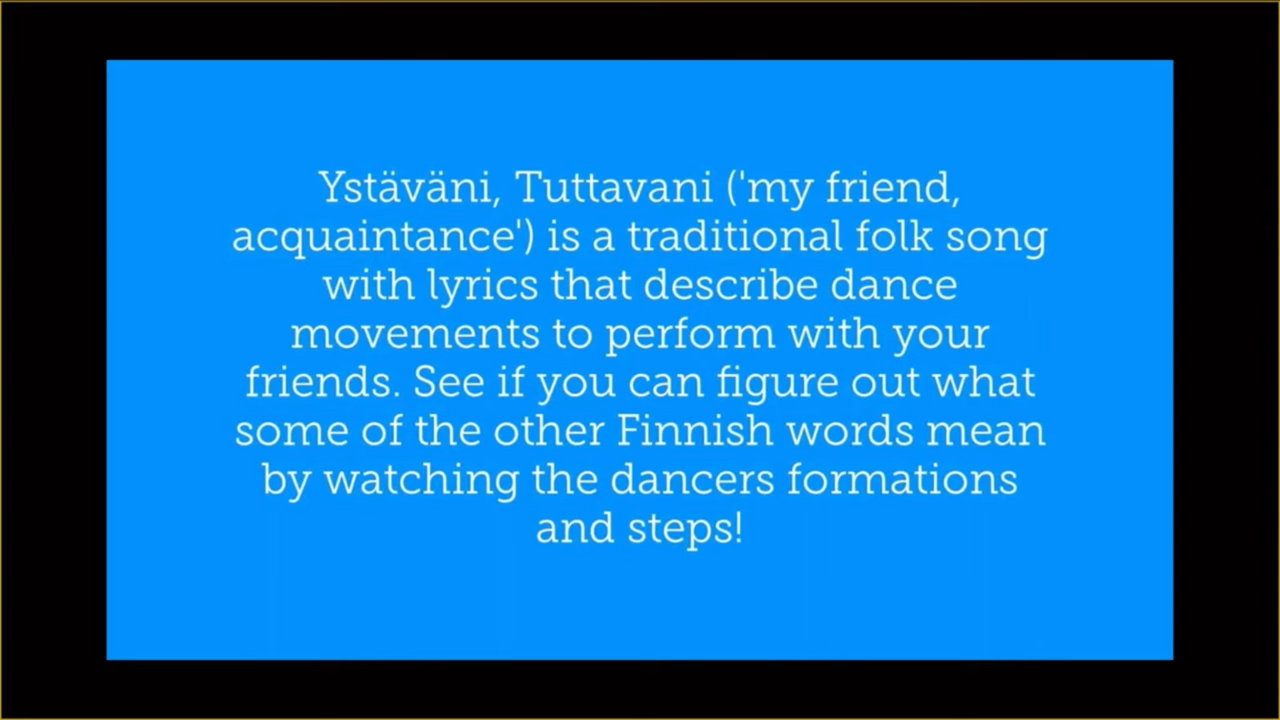 Ystäväni, Tuttavani ('my friend,
acquaintance') is a traditional folk song
with lyrics that describe dance
movements to perform with your
friends. See if you can figure out what
some of the other Finnish words mean
by watching the dancers formations
and steps!